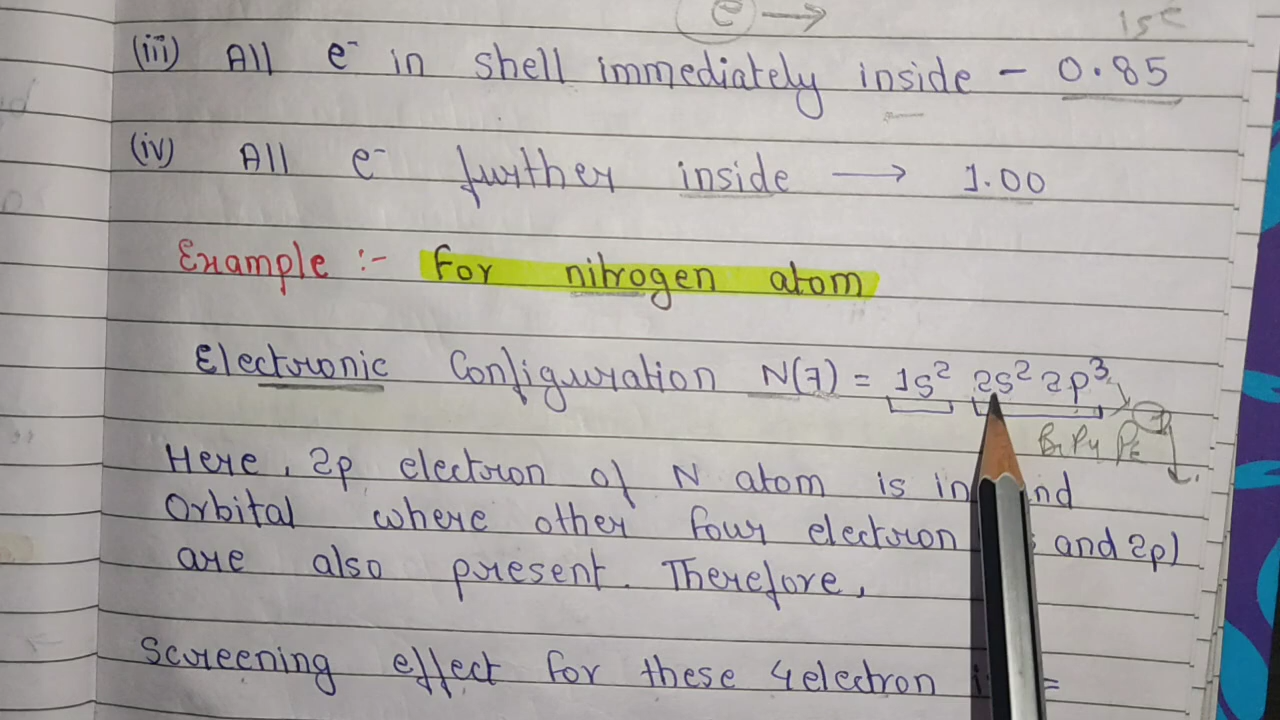 e⁻ →
(iii) All e⁻ in shell immediately inside - 0.85
(iv) All e⁻ further inside → 1.00
Example :- For nitrogen atom
Electronic Configuration N(7) = 1s² 2s² 2p³
Here, 2p electron of N atom is in
orbital where other four electron and 2p)
are also present. Therefore,
Screening effect for these 4electron =